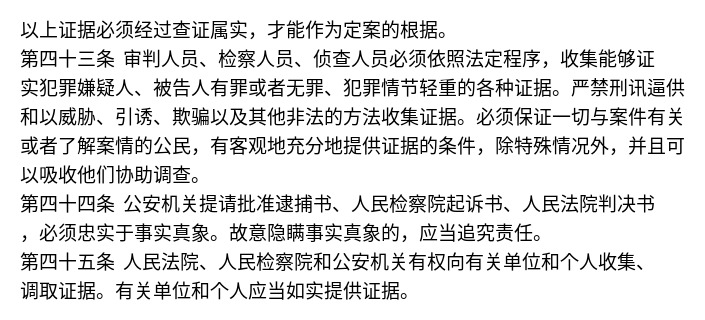 以上证据必须经过查证属实，才能作为定案的根据。
第四十三条 审判人员、检察人员、侦查人员必须依照法定程序，收集能够证
实犯罪嫌疑人、被告人有罪或者无罪、犯罪情节轻重的各种证据。严禁刑讯逼供
和以威胁、引诱、欺骗以及其他非法的方法收集证据。必须保证一切与案件有关
或者了解案情的公民，有客观地充分地提供证据的条件，除特殊情况外，并且可
以吸收他们协助调查。
第四十四条 公安机关提请批准逮捕书、人民检察院起诉书、人民法院判决书
，必须忠实于事实真象。故意隐瞒事实真象的，应当追究责任。
第四十五条 人民法院、人民检察院和公安机关有权向有关单位和个人收集、
调取证据。有关单位和个人应当如实提供证据。